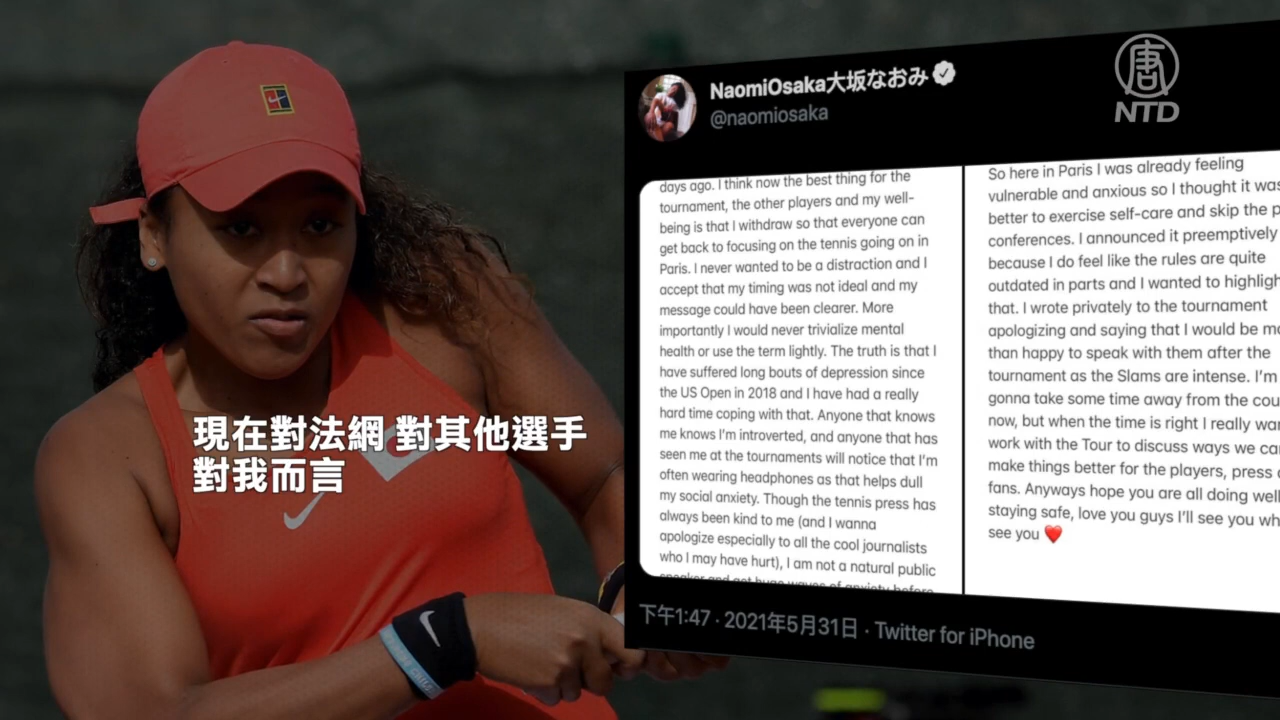 唐
NTD
NaomiOsaka大坂なおみ
@naomiosaka
days ago. I think now the best thing for the
tournament, the other players and my well-
being is that I withdraw so that everyone can
get back to focusing on the tennis going on in
Paris. I never wanted to be a distraction and I
accept that my timing was not ideal and my
message could have been clearer. More
importantly I would never trivialize mental
health or use the term lightly. The truth is that I
have suffered long bouts of depression since
the US Open in 2018 and I have had a really
hard time coping with that. Anyone that knows
me knows I'm introverted, and anyone that has
seen me at the tournaments will notice that I'm
often wearing headphones as that helps dull
my social anxiety. Though the tennis press has
always been kind to me (and I wanna
apologize especially to all the cool journalists
who I may have hurt), I am not a natural public
speaker and get huge waves of anxiety before
So here in Paris I was already feeling
vulnerable and anxious so I thought it was
better to exercise self-care and skip the p
conferences. I announced it preemptively
because I do feel like the rules are quite
outdated in parts and I wanted to highligh
that. I wrote privately to the tournament
apologizing and saying that I would be mo
than happy to speak with them after the
tournament as the Slams are intense. I'm
gonna take some time away from the cou
now, but when the time is right I really wan
work with the Tour to discuss ways we can
make things better for the players, press a
fans. Anyways hope you are all doing well
staying safe, love you guys I'll see you wh
see you ❤️
下午1:47 · 2021年5月31日 · Twitter for iPhone
現在對法網 對其他選手
對我而言